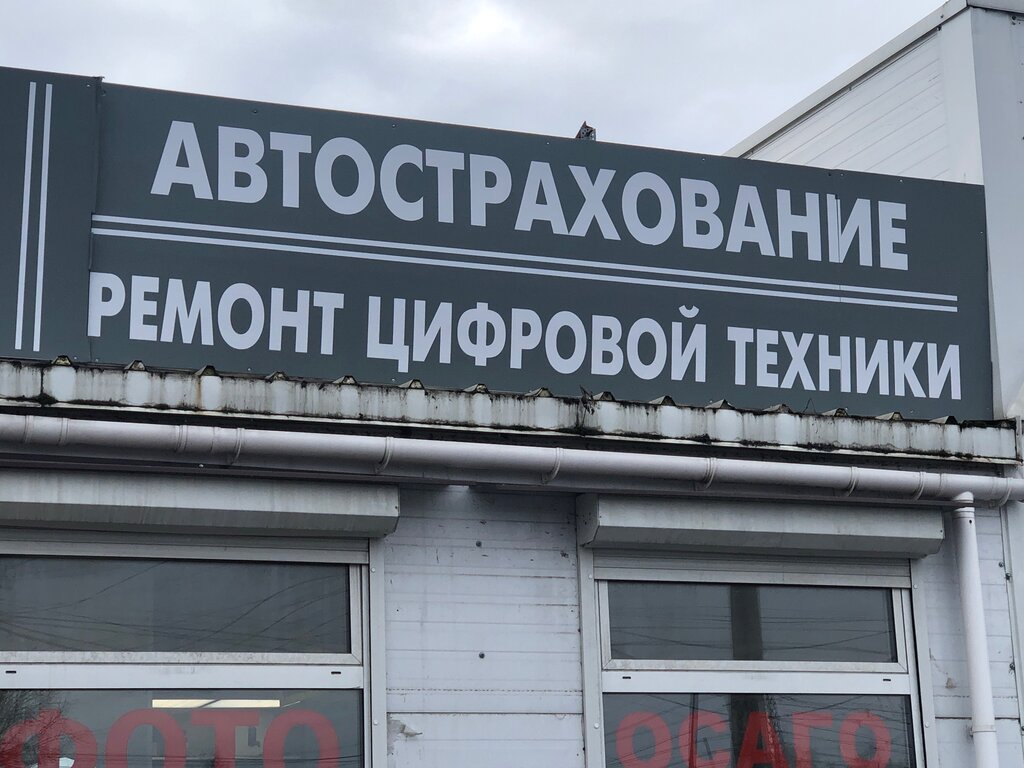 АВТОСТРАХОВАНИЕ
РЕМОНТ ЦИФРОВОЙ ТЕХНИКИ
ФОТО
ОСАГО